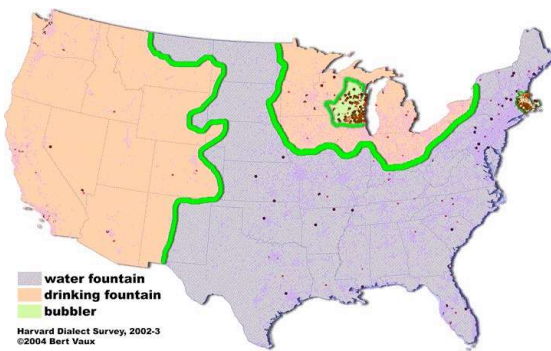 water fountain
drinking fountain
bubbler
Harvard Dialect Survey, 2002-3
©2004 Bert Vaux